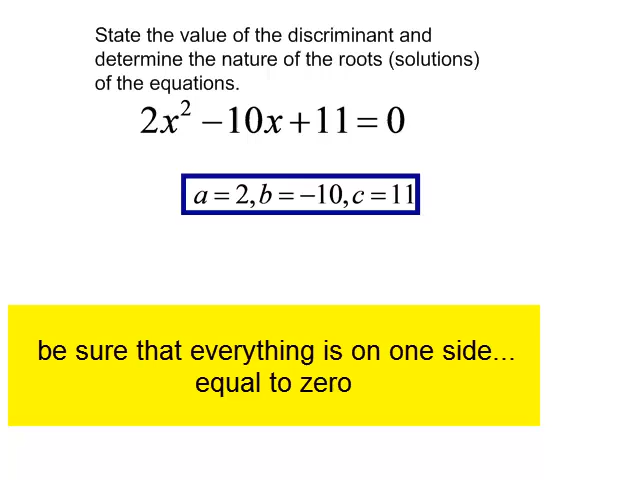 State the value of the discriminant and
determine the nature of the roots (solutions)
of the equations.
2x² −10x+11=0
a=2,b=−10,c=11
be sure that everything is on one side...
equal to zero